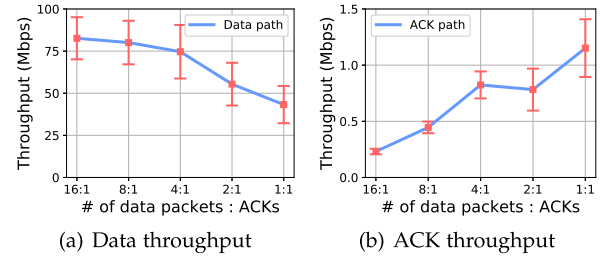 100
75
50
25
0
Throughput (Mbps)
Data path
16:1 8:1 4:1 2:1 1:1
# of data packets : ACKs
(a) Data throughput
1.5
1.0
0.5
0.0
Throughput (Mbps)
ACK path
16:1 8:1 4:1 2:1 1:1
# of data packets : ACKs
(b) ACK throughput